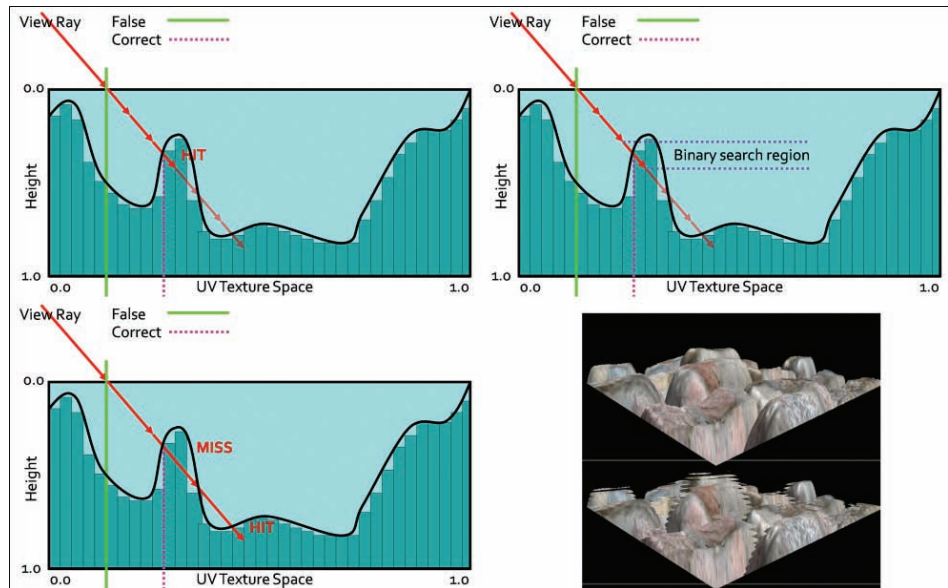 View Ray
False
Correct
0.0
HIT
Height
1.0
0.0
UV Texture Space
1.0
View Ray
False
Correct
0.0
Binary search region
Height
1.0
0.0
UV Texture Space
1.0
View Ray
False
Correct
0.0
MISS
Height
HIT
1.0
0.0
UV Texture Space
1.0